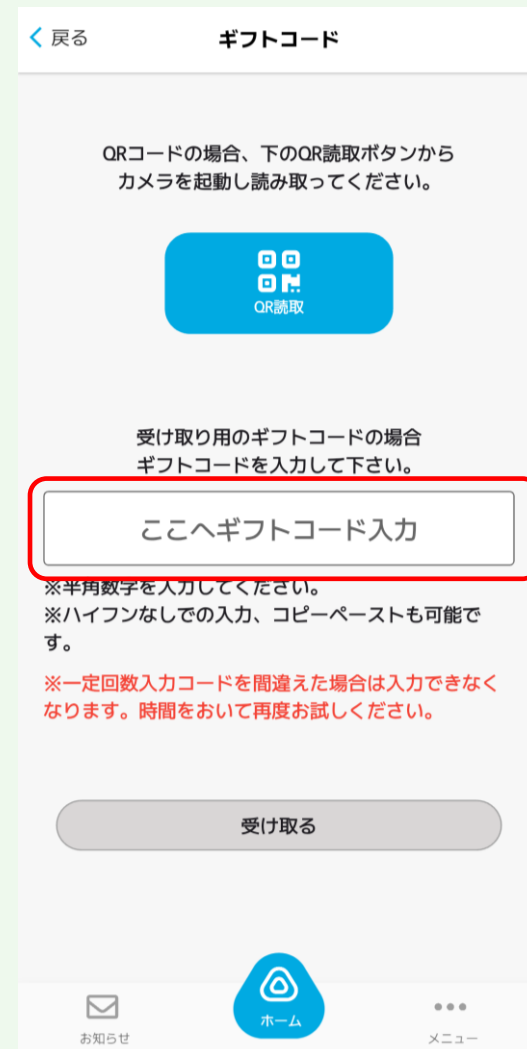 戻る ギフトコード
QRコードの場合、下のQR読取ボタンから
カメラを起動し読み取ってください。
QR読取
受け取り用のギフトコードの場合
ギフトコードを入力して下さい。
ここへギフトコード入力
※半角数字を入力してください。
※ハイフンなしでの入力、コピーペーストも可能で
す。
※一定回数入力コードを間違えた場合は入力できなく
なります。時間をおいて再度お試しください。
受け取る
お知らせ ホーム メニュー